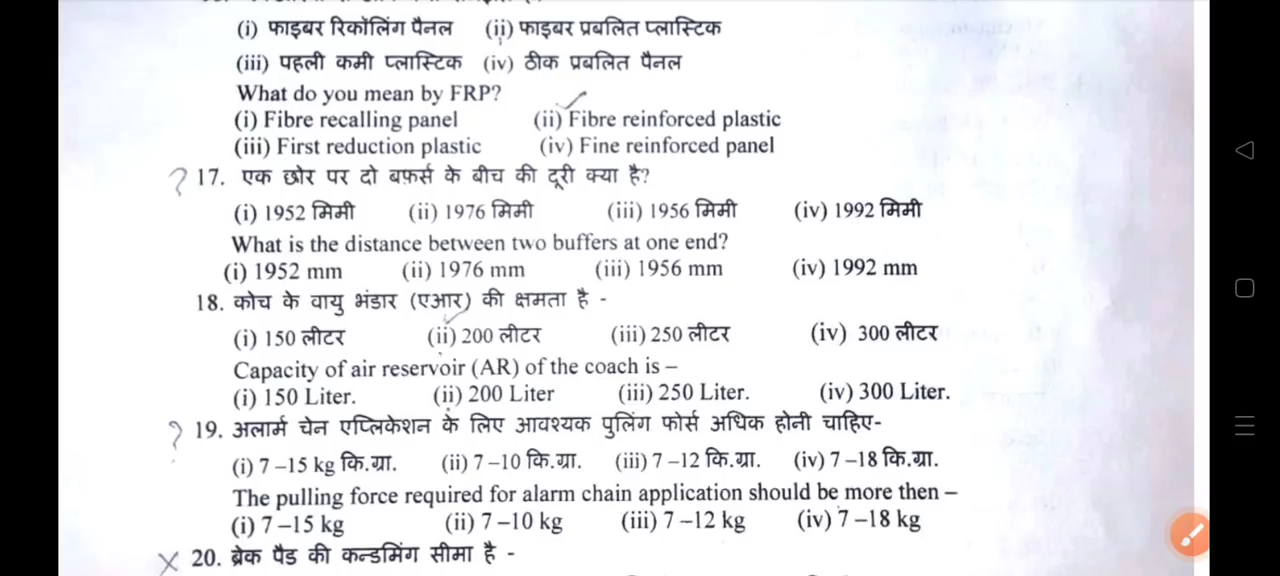 (i) फाइबर रिकॉलिंग पैनल (ii) फाइबर प्रबलित प्लास्टिक
(iii) पहली कमी प्लास्टिक (iv) ठीक प्रबलित पैनल
What do you mean by FRP?
(i) Fibre recalling panel (ii) Fibre reinforced plastic
(iii) First reduction plastic (iv) Fine reinforced panel
? 17. एक छोर पर दो बफ़र्स के बीच की दूरी क्या है?
(i) 1952 मिमी (ii) 1976 मिमी (iii) 1956 मिमी (iv) 1992 मिमी
What is the distance between two buffers at one end?
(i) 1952 mm (ii) 1976 mm (iii) 1956 mm (iv) 1992 mm
18. कोच के वायु भंडार (एआर) की क्षमता है -
(i) 150 लीटर (ii) 200 लीटर (iii) 250 लीटर (iv) 300 लीटर
Capacity of air reservoir (AR) of the coach is –
(i) 150 Liter. (ii) 200 Liter (iii) 250 Liter. (iv) 300 Liter.
? 19. अलार्म चेन एप्लिकेशन के लिए आवश्यक पुलिंग फोर्स अधिक होनी चाहिए-
(i) 7 –15 kg कि.ग्रा. (ii) 7 –10 कि.ग्रा. (iii) 7 –12 कि.ग्रा. (iv) 7 –18 कि.ग्रा.
The pulling force required for alarm chain application should be more then –
(i) 7 –15 kg (ii) 7 –10 kg (iii) 7 –12 kg (iv) 7 –18 kg
x 20. ब्रेक पैड की कन्डमिंग सीमा है -